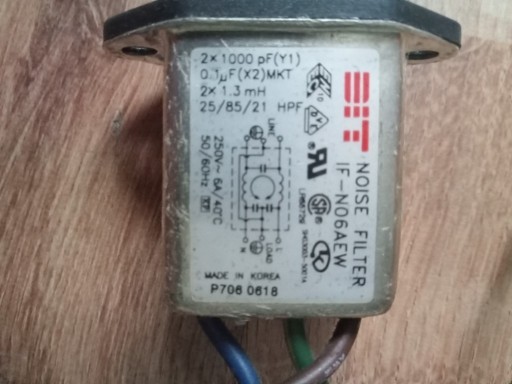 2× 1000 pF(Y1)
0.1µF(X2)MKT
2× 1.3 mH
25/85/21 HPF
NOISE FILTER
IF-N06AEW
LINE
LOAD
N
L
250V~ 6A/40°C
50/60Hz
MADE IN KOREA
P706 0618